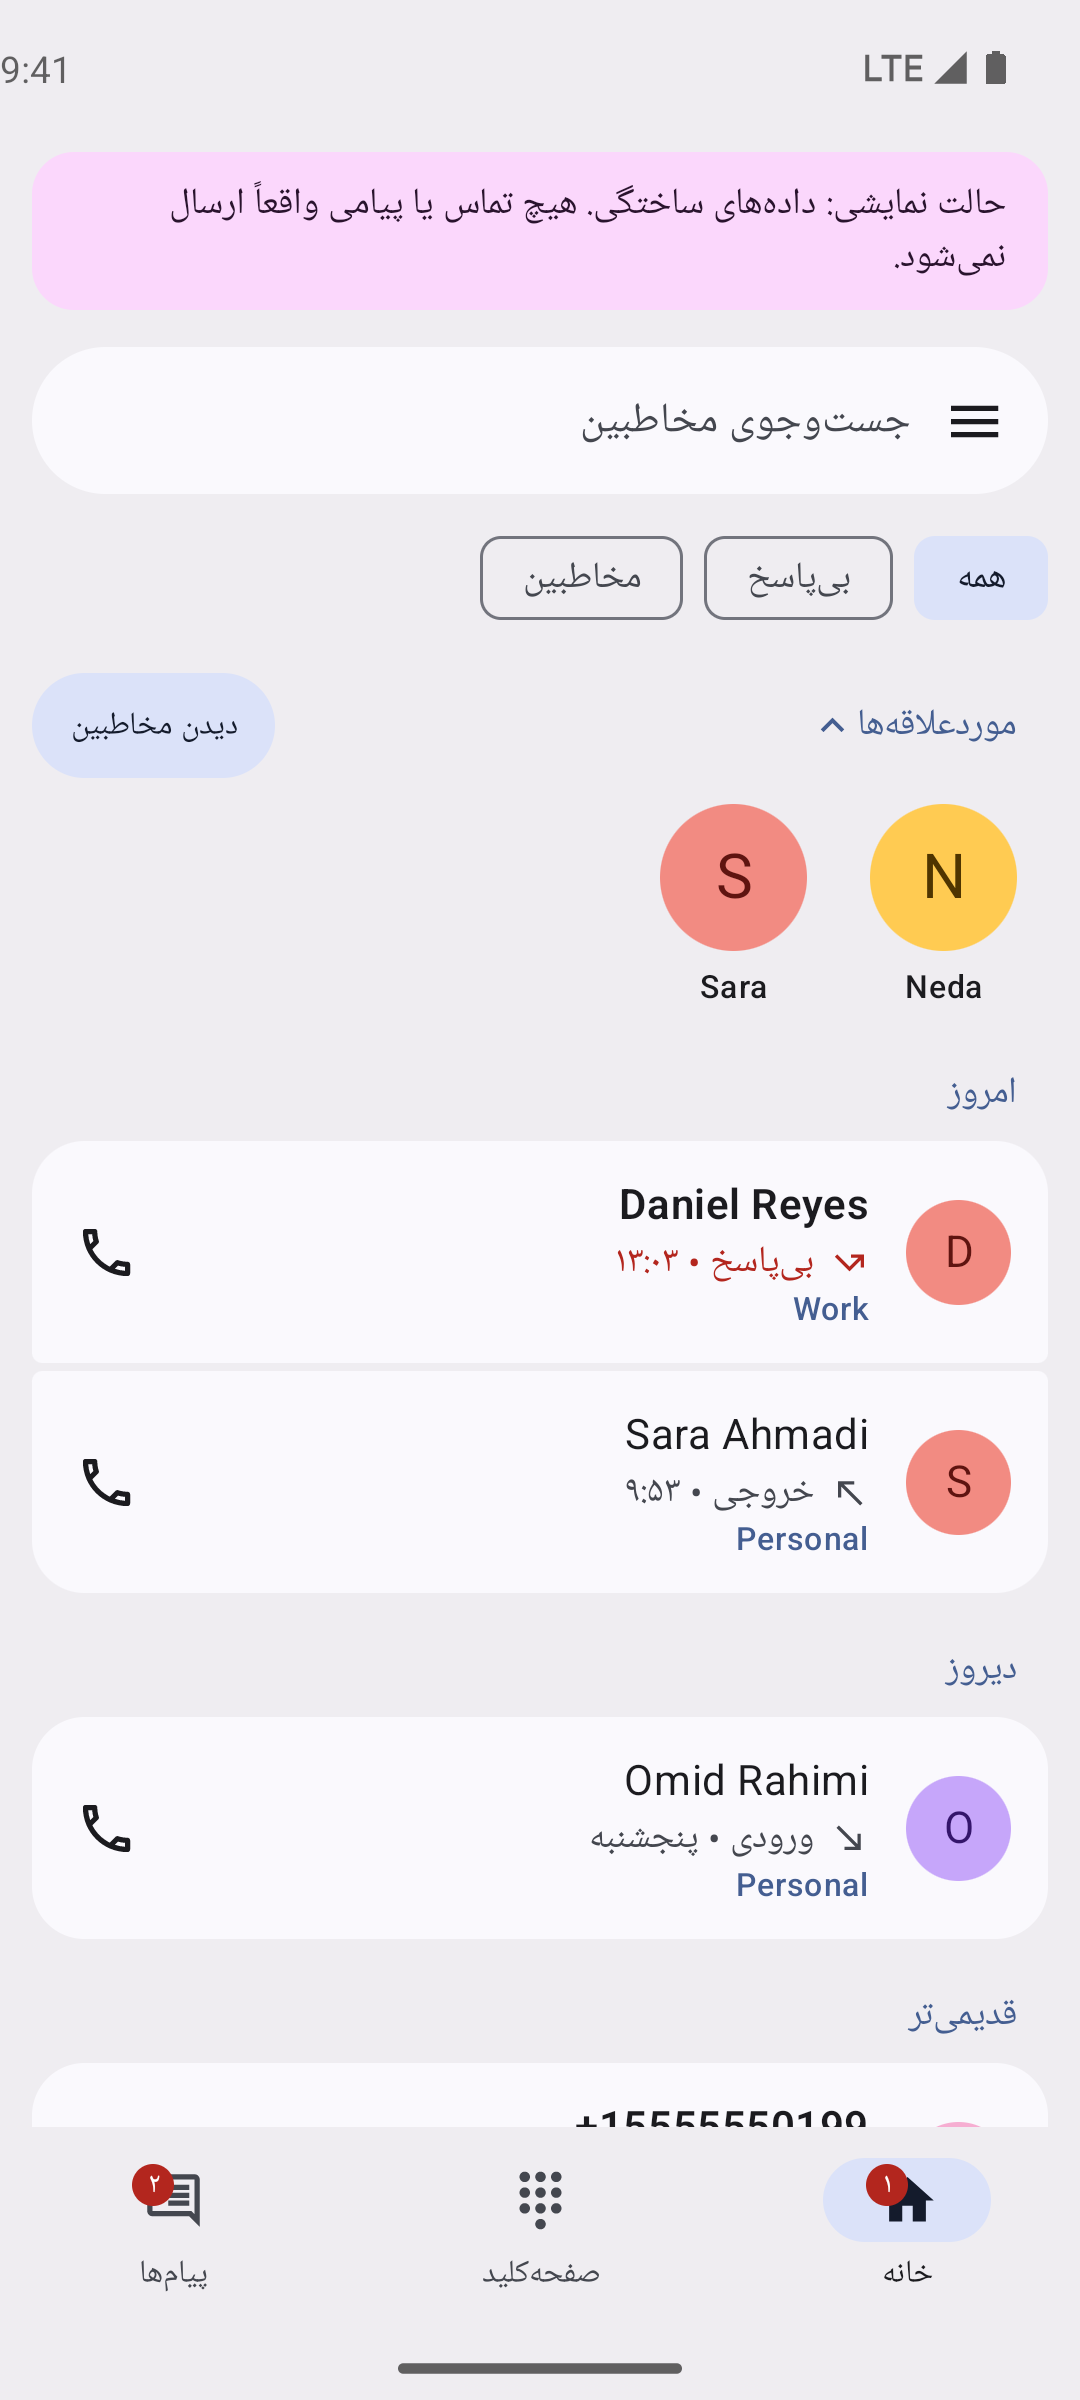 9:41
LTE
حالت نمایشی: داده‌های ساختگی. هیچ تماس یا پیامی واقعاً ارسال
نمی‌شود.
جست‌وجوی مخاطبین
همه
بی‌پاسخ
مخاطبین
موردعلاقه‌ها
دیدن مخاطبین
N
S
Neda
Sara
امروز
D
Daniel Reyes
بی‌پاسخ • ۱۳:۰۳
Work
S
Sara Ahmadi
خروجی • ۹:۵۳
Personal
دیروز
O
Omid Rahimi
ورودی • پنجشنبه
Personal
قدیمی‌تر
+15555550199
۱
۲
خانه
صفحه‌کلید
پیام‌ها